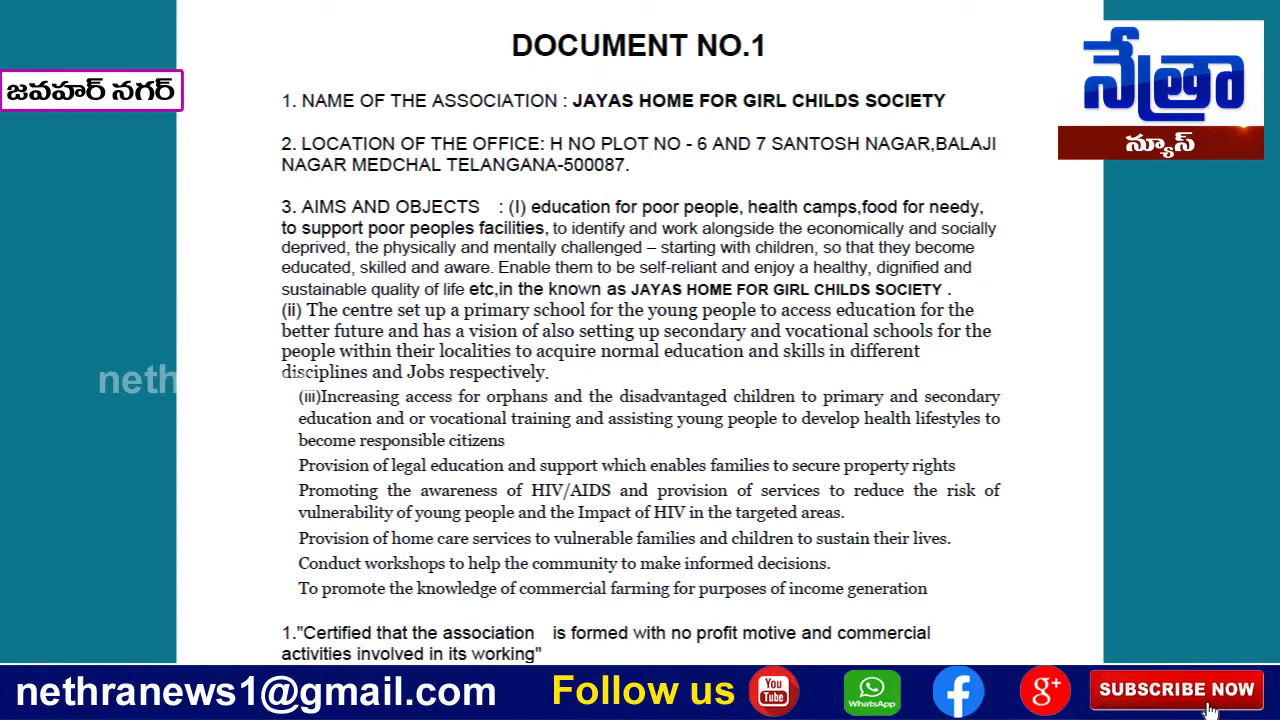 DOCUMENT NO.1
నేత్రా
న్యూస్
జవహర్ నగర్
1. NAME OF THE ASSOCIATION : JAYAS HOME FOR GIRL CHILDS SOCIETY
2. LOCATION OF THE OFFICE: H NO PLOT NO - 6 AND 7 SANTOSH NAGAR,BALAJI
NAGAR MEDCHAL TELANGANA-500087.
3. AIMS AND OBJECTS : (I) education for poor people, health camps,food for needy,
to support poor peoples facilities, to identify and work alongside the economically and socially
deprived, the physically and mentally challenged – starting with children, so that they become
educated, skilled and aware. Enable them to be self-reliant and enjoy a healthy, dignified and
sustainable quality of life etc,in the known as JAYAS HOME FOR GIRL CHILDS SOCIETY .
(ii) The centre set up a primary school for the young people to access education for the
better future and has a vision of also setting up secondary and vocational schools for the
people within their localities to acquire normal education and skills in different
disciplines and Jobs respectively.
neth
(iii)Increasing access for orphans and the disadvantaged children to primary and secondary
education and or vocational training and assisting young people to develop health lifestyles to
become responsible citizens
Provision of legal education and support which enables families to secure property rights
Promoting the awareness of HIV/AIDS and provision of services to reduce the risk of
vulnerability of young people and the Impact of HIV in the targeted areas.
Provision of home care services to vulnerable families and children to sustain their lives.
Conduct workshops to help the community to make informed decisions.
To promote the knowledge of commercial farming for purposes of income generation
1."Certified that the association is formed with no profit motive and commercial
activities involved in its working"
nethranews1@gmail.com Follow us You Tube WhatsApp f g+ SUBSCRIBE NOW